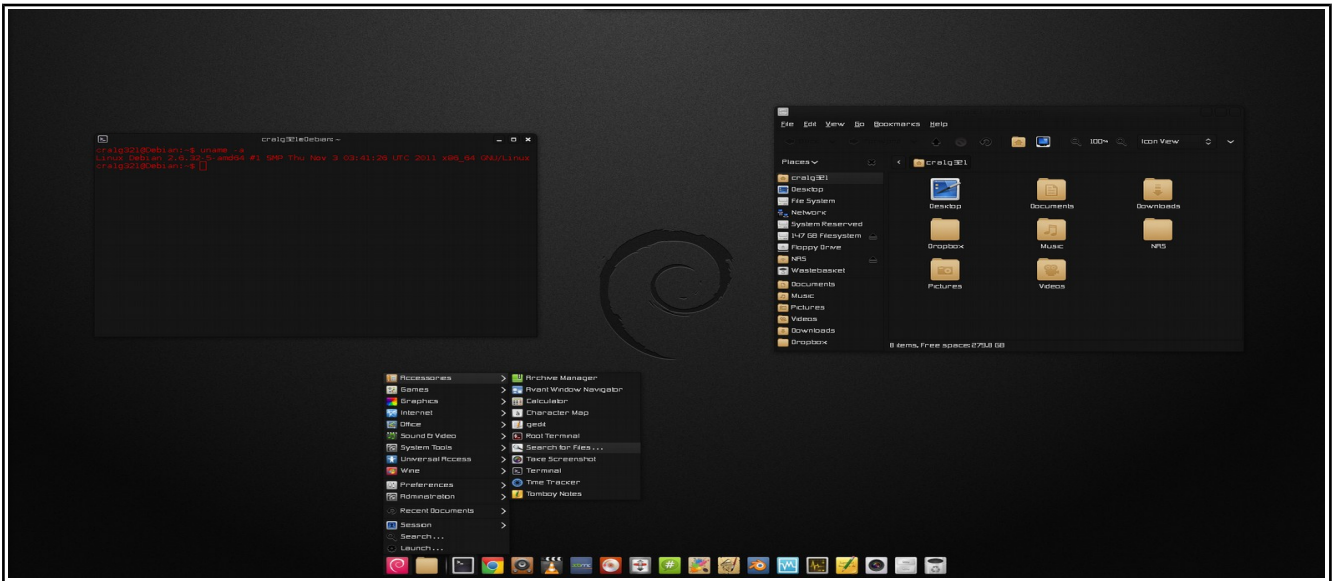 cralg321@Debian: ~
cralg321@Debian:~$ uname -a
Linux Debian 2.6.32-5-amd64 #1 SMP Thu Nov 3 03:41:26 UTC 2011 x86_64 GNU/Linux
cralg321@Debian:~$
File Edit View Go Bookmarks Help
100% Icon View
Places
cralg321
cralg321
Desktop
File System
Network
System Reserved
147 GB Filesystem
Floppy Drive
NAS
Wastebasket
Documents
Music
Pictures
Videos
Downloads
Dropbox
Desktop Documents Downloads
Dropbox Music NAS
Pictures Videos
8 items, Free space: 279.8 GB
Accessories
Games
Graphics
Internet
Office
Sound & Video
System Tools
Universal Access
Wine
Preferences
Administration
Recent Documents
Session
Search...
Launch...
Archive Manager
Avant Window Navigator
Calculator
Character Map
gedit
Root Terminal
Search for Files...
Take Screenshot
Terminal
Time Tracker
Tomboy Notes